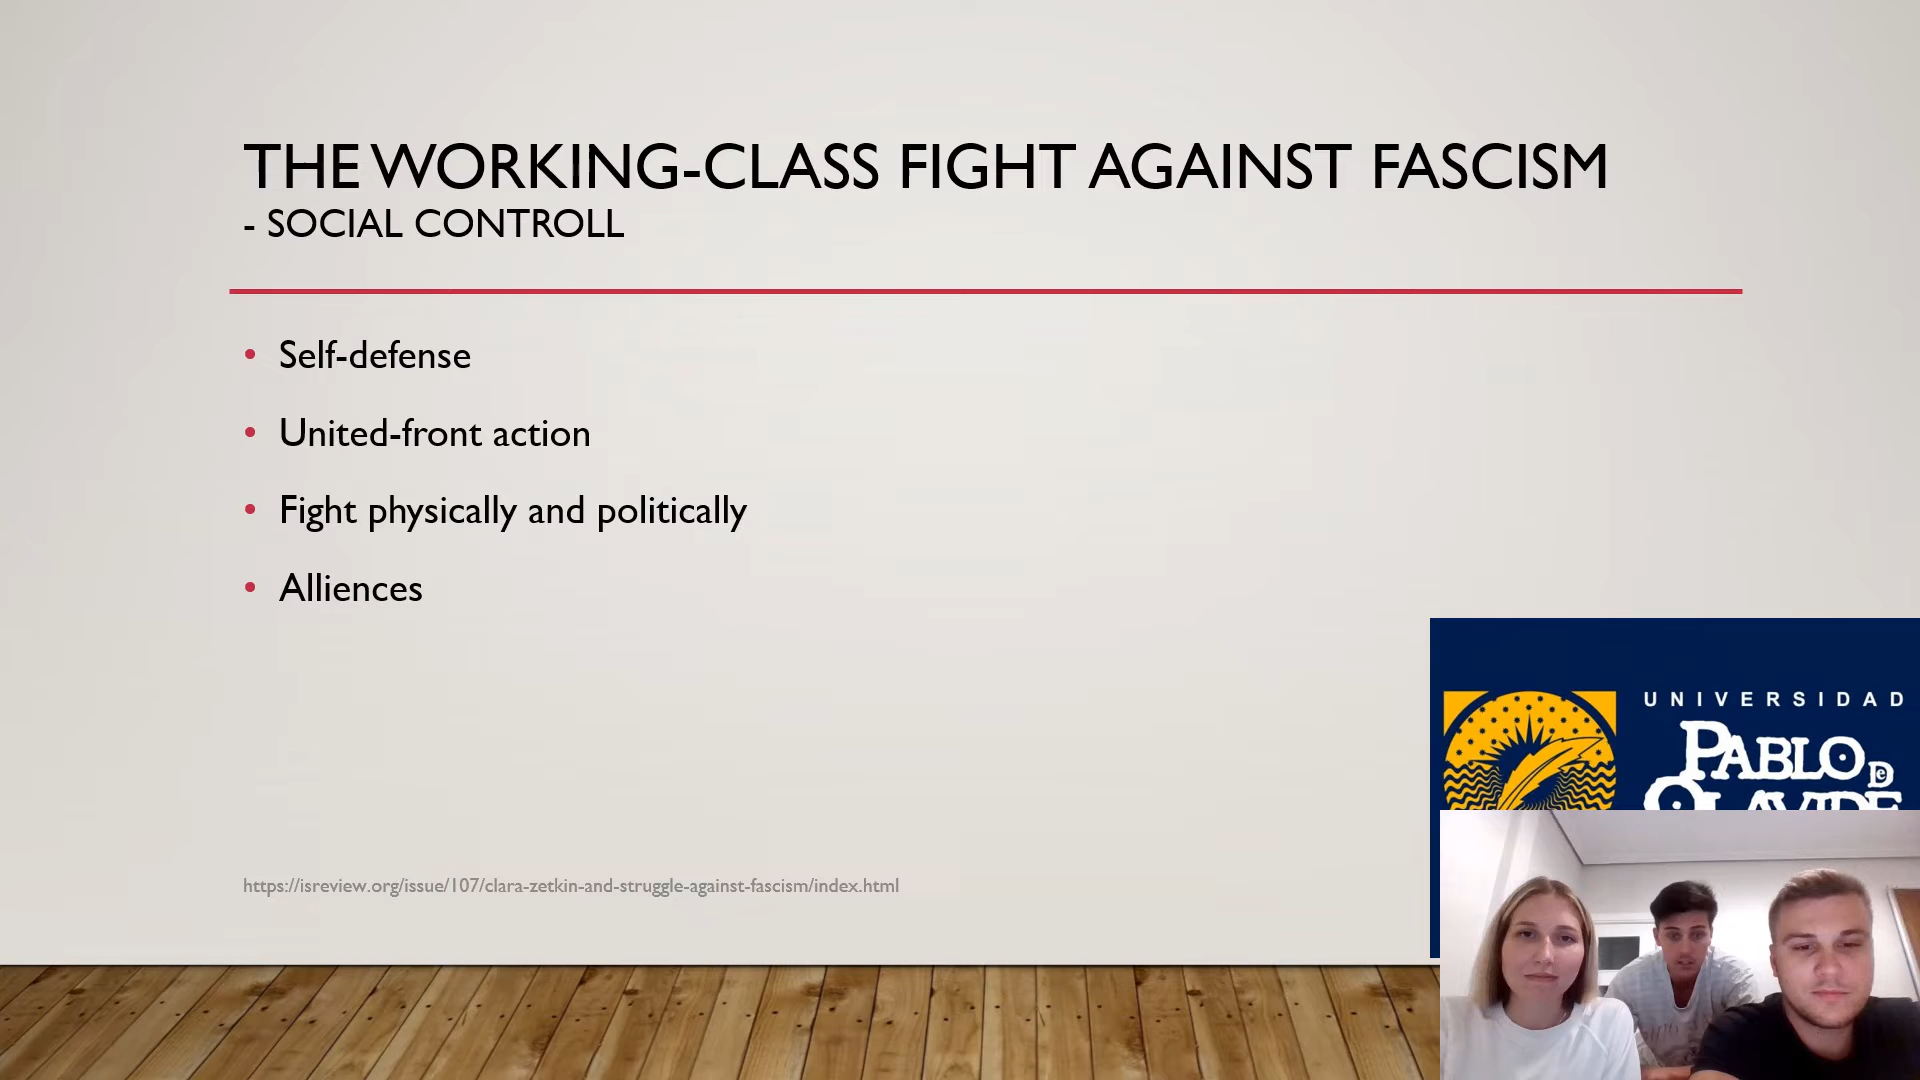 THE WORKING-CLASS FIGHT AGAINST FASCISM
- SOCIAL CONTROLL
• Self-defense
• United-front action
• Fight physically and politically
• Alliences
https://isreview.org/issue/107/clara-zetkin-and-struggle-against-fascism/index.html
UNIVERSIDAD
PABLO DE
OLAVIDE